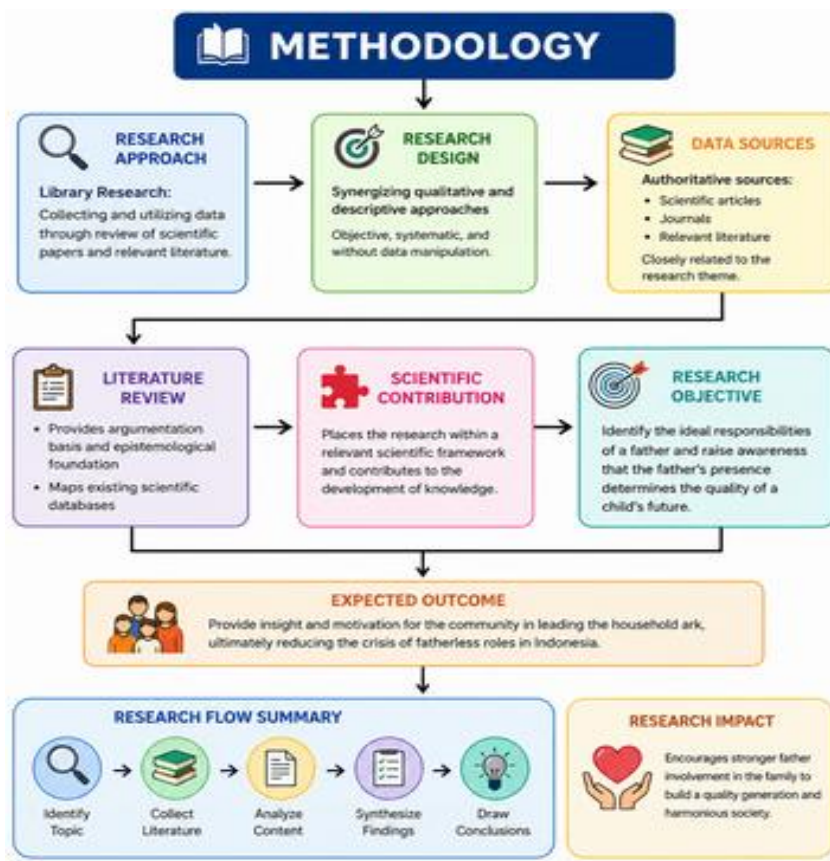 METHODOLOGY
RESEARCH
APPROACH
Library Research:
Collecting and utilizing data
through review of scientific
papers and relevant literature.
RESEARCH
DESIGN
Synergizing qualitative and
descriptive approaches
Objective, systematic, and
without data manipulation.
DATA SOURCES
Authoritative sources:
• Scientific articles
• Journals
• Relevant literature
Closely related to the
research theme.
LITERATURE
REVIEW
• Provides argumentation
basis and epistemological
foundation
• Maps existing scientific
databases
SCIENTIFIC
CONTRIBUTION
Places the research within a
relevant scientific framework
and contributes to the
development of knowledge.
RESEARCH
OBJECTIVE
Identify the ideal responsibilities
of a father and raise awareness
that the father's presence
determines the quality of a
child's future.
EXPECTED OUTCOME
Provide insight and motivation for the community in leading the household ark,
ultimately reducing the crisis of fatherless roles in Indonesia.
RESEARCH FLOW SUMMARY
Identify
Topic
Collect
Literature
Analyze
Content
Synthesize
Findings
Draw
Conclusions
RESEARCH IMPACT
Encourages stronger father
involvement in the family to
build a quality generation and
harmonious society.